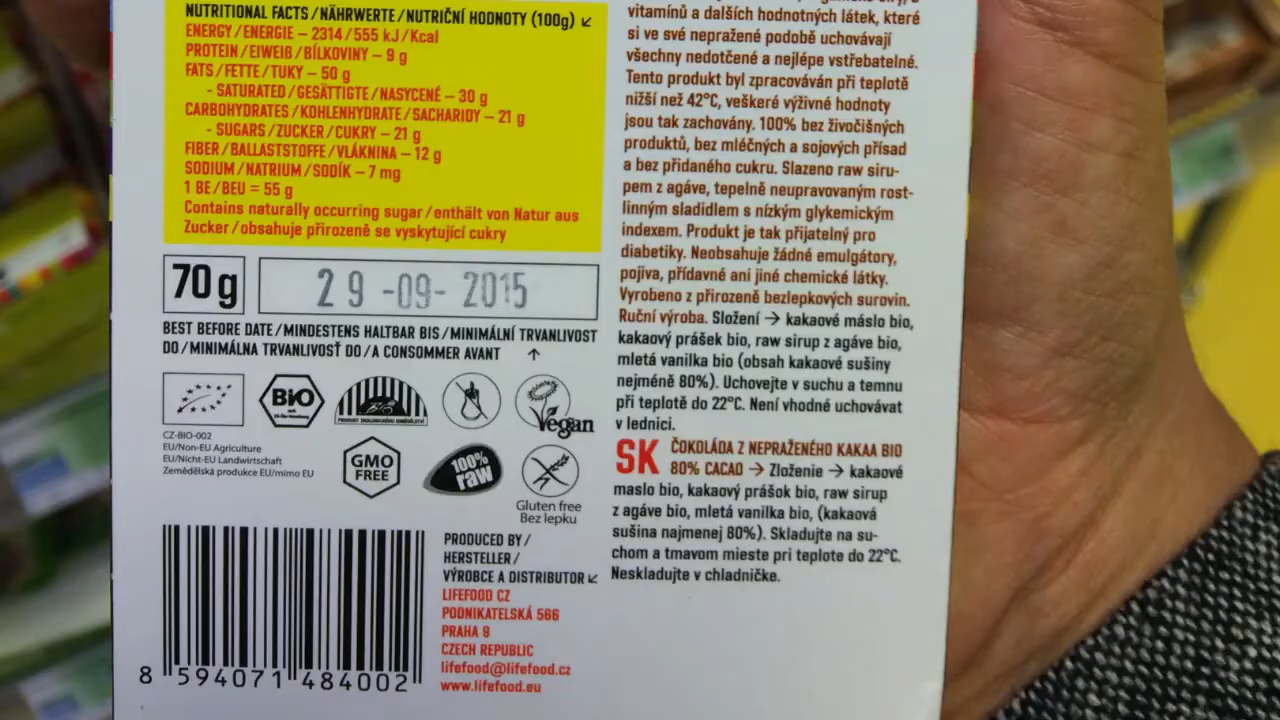 NUTRITIONAL FACTS/NÄHRWERTE/NUTRIČNÍ HODNOTY (100g) ↙
ENERGY/ENERGIE – 2314/555 kJ/Kcal
PROTEIN/EIWEIß/BÍLKOVINY – 9 g
FATS/FETTE/TUKY – 50 g
- SATURATED/GESÄTTIGTE/NASYCENÉ – 30 g
CARBOHYDRATES/KOHLENHYDRATE/SACHARIDY – 21 g
- SUGARS/ZUCKER/CUKRY – 21 g
FIBER/BALLASTSTOFFE/VLÁKNINA – 12 g
SODIUM/NATRIUM/SODÍK – 7 mg
1 BE/BEU = 55 g
Contains naturally occurring sugar/enthält von Natur aus
Zucker/obsahuje přirozeně se vyskytující cukry
70g
29-09-2015
BEST BEFORE DATE/MINDESTENS HALTBAR BIS/MINIMÁLNÍ TRVANLIVOST
DO/MINIMÁLNA TRVANLIVOSŤ DO/A CONSOMMER AVANT ↑
BIO
Vegan
CZ-BIO-002
EU/Non-EU Agriculture
EU/Nicht-EU Landwirtschaft
Zemědělská produkce EU/mimo EU
GMO
FREE
100%
raw
Gluten free
Bez lepku
8 594071 484002
PRODUCED BY/
HERSTELLER/
VÝROBCE A DISTRIBUTOR ↙
LIFEFOOD CZ
PODNIKATELSKÁ 566
PRAHA 9
CZECH REPUBLIC
lifefood@lifefood.cz
www.lifefood.eu
vitamínů a dalších hodnotných látek, které
si ve své nepražené podobě uchovávají
všechny nedotčené a nejlépe vstřebatelné.
Tento produkt byl zpracováván při teplotě
nižší než 42°C, veškeré výživné hodnoty
jsou tak zachovány. 100% bez živočišných
produktů, bez mléčných a sojových přísad
a bez přidaného cukru. Slazeno raw siru-
pem z agáve, tepelně neupravovaným rost-
linným sladidlem s nízkým glykemickým
indexem. Produkt je tak přijatelný pro
diabetiky. Neobsahuje žádné emulgátory,
pojiva, přídavné ani jiné chemické látky.
Vyrobeno z přirozeně bezlepkových surovin.
Ruční výroba. Složení → kakaové máslo bio,
kakaový prášek bio, raw sirup z agáve bio,
mletá vanilka bio (obsah kakaové sušiny
nejméně 80%). Uchovejte v suchu a temnu
při teplotě do 22°C. Není vhodné uchovávat
v lednici.
SK ČOKOLÁDA Z NEPRAŽENÉHO KAKAA BIO
80% CACAO → Zloženie → kakaové
maslo bio, kakaový prášok bio, raw sirup
z agáve bio, mletá vanilka bio, (kakaová
sušina najmenej 80%). Skladujte na su-
chom a tmavom mieste pri teplote do 22°C.
Neskladujte v chladničke.